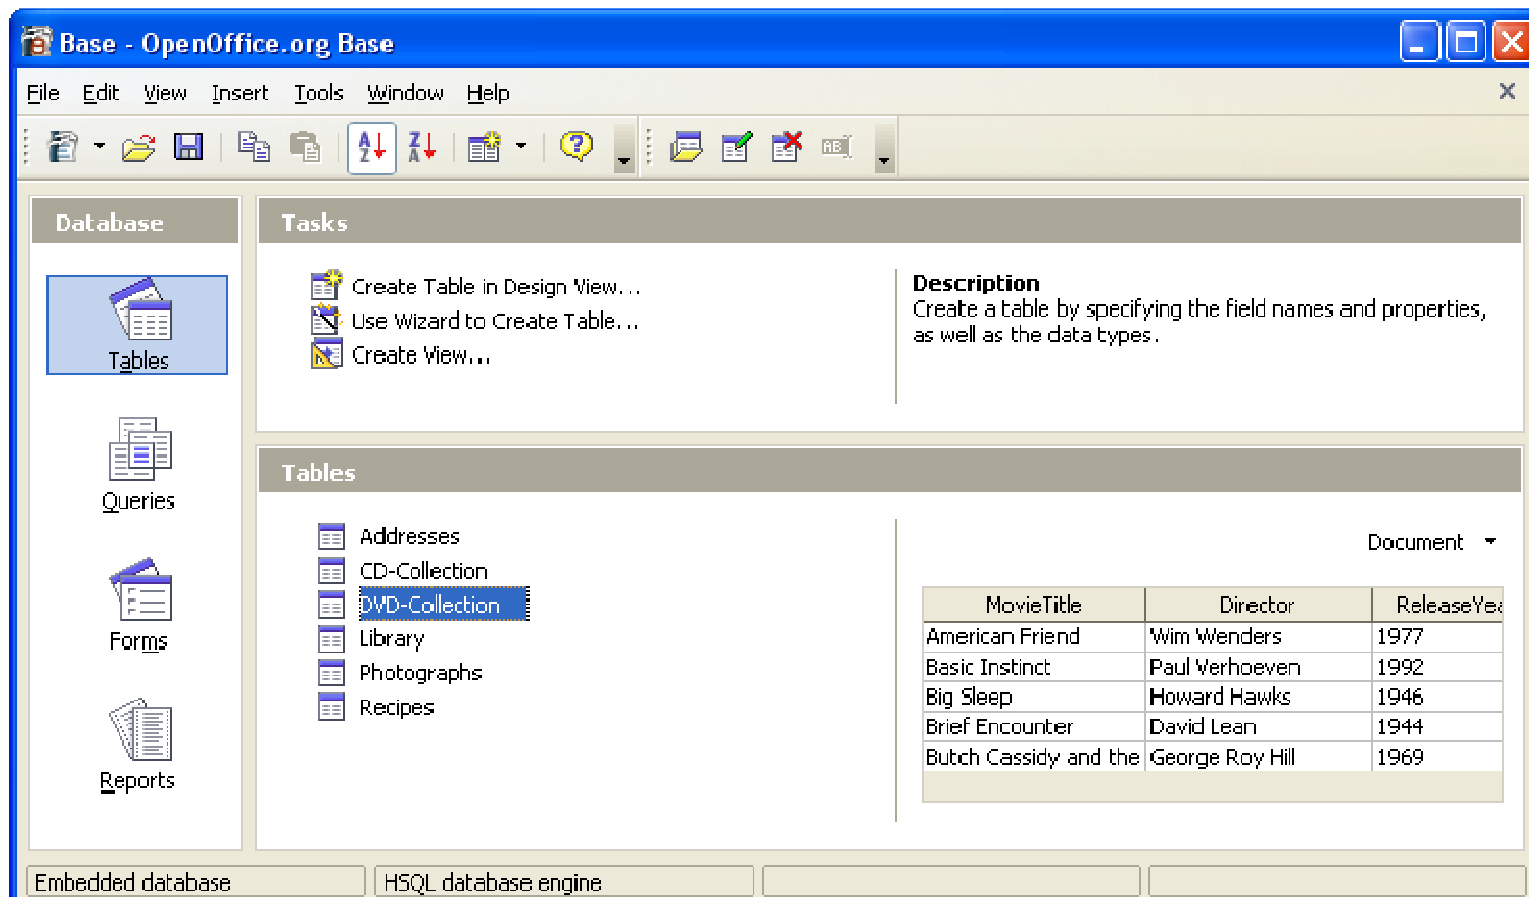 Base - OpenOffice.org Base
File Edit View Insert Tools Window Help
Database
Tables
Queries
Forms
Reports
Tasks
Create Table in Design View...
Use Wizard to Create Table...
Create View...
Description
Create a table by specifying the field names and properties,
as well as the data types.
Tables
Addresses
CD-Collection
DVD-Collection
Library
Photographs
Recipes
Document
MovieTitle Director ReleaseYea
American Friend Wim Wenders 1977
Basic Instinct Paul Verhoeven 1992
Big Sleep Howard Hawks 1946
Brief Encounter David Lean 1944
Butch Cassidy and the George Roy Hill 1969
Embedded database HSQL database engine